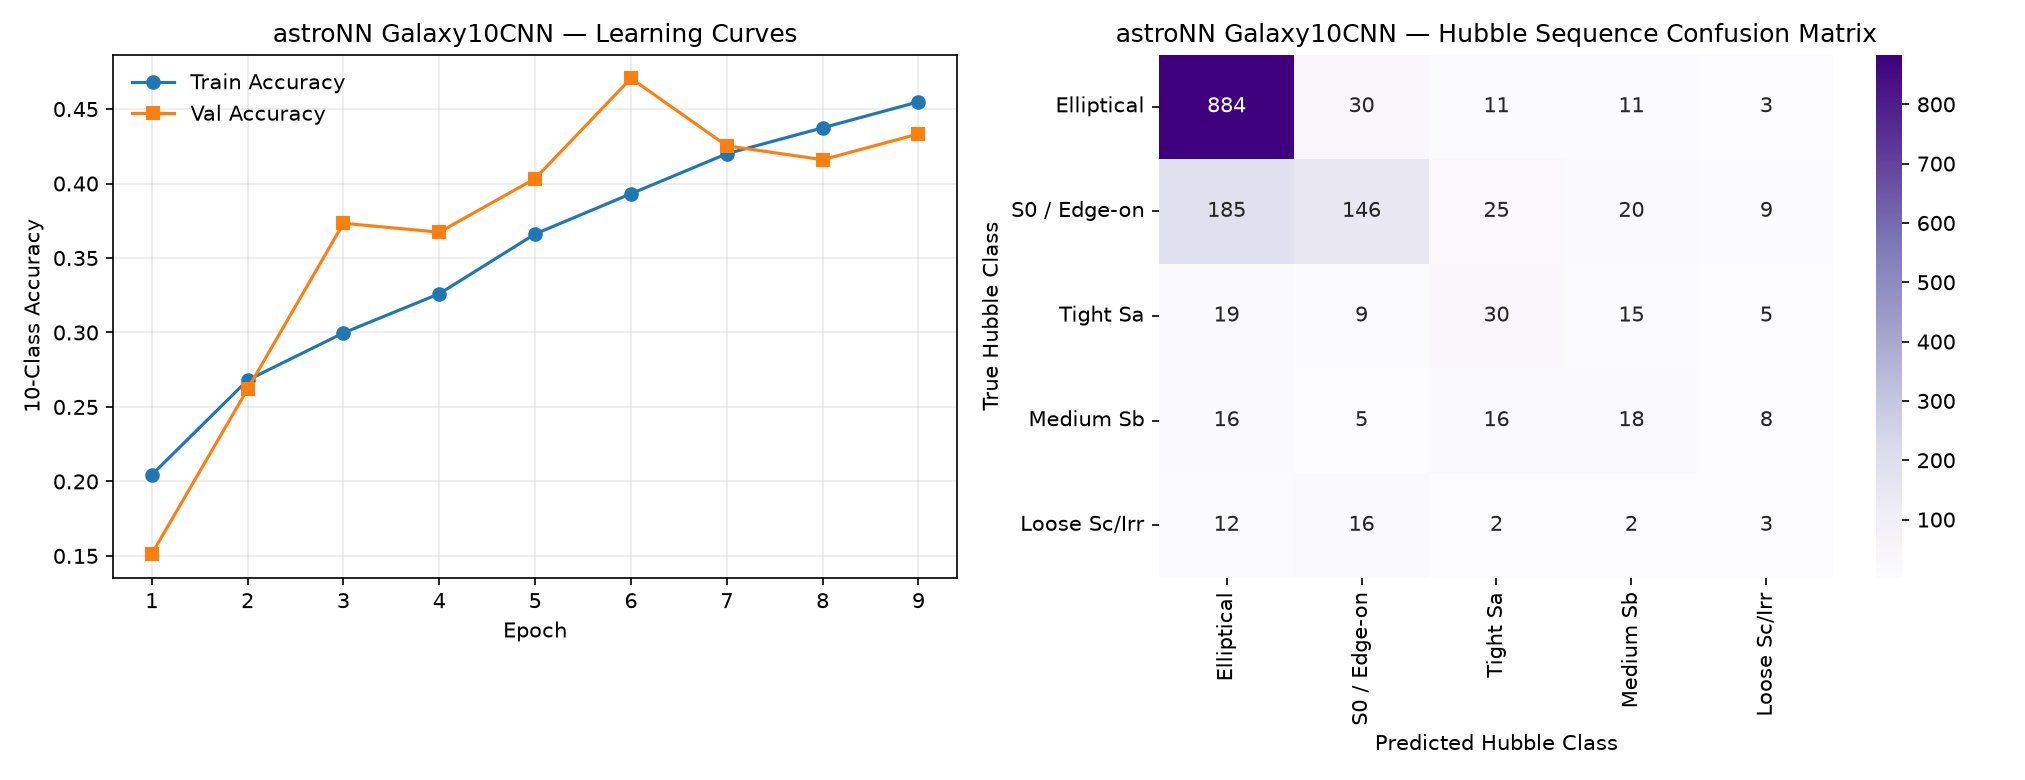 astroNN Galaxy10CNN — Learning Curves
Train Accuracy
Val Accuracy
10-Class Accuracy
0.45
0.40
0.35
0.30
0.25
0.20
0.15
1 2 3 4 5 6 7 8 9
Epoch
astroNN Galaxy10CNN — Hubble Sequence Confusion Matrix
True Hubble Class
Elliptical 884 30 11 11 3
S0 / Edge-on 185 146 25 20 9
Tight Sa 19 9 30 15 5
Medium Sb 16 5 16 18 8
Loose Sc/Irr 12 16 2 2 3
Elliptical
S0 / Edge-on
Tight Sa
Medium Sb
Loose Sc/Irr
Predicted Hubble Class
800
700
600
500
400
300
200
100